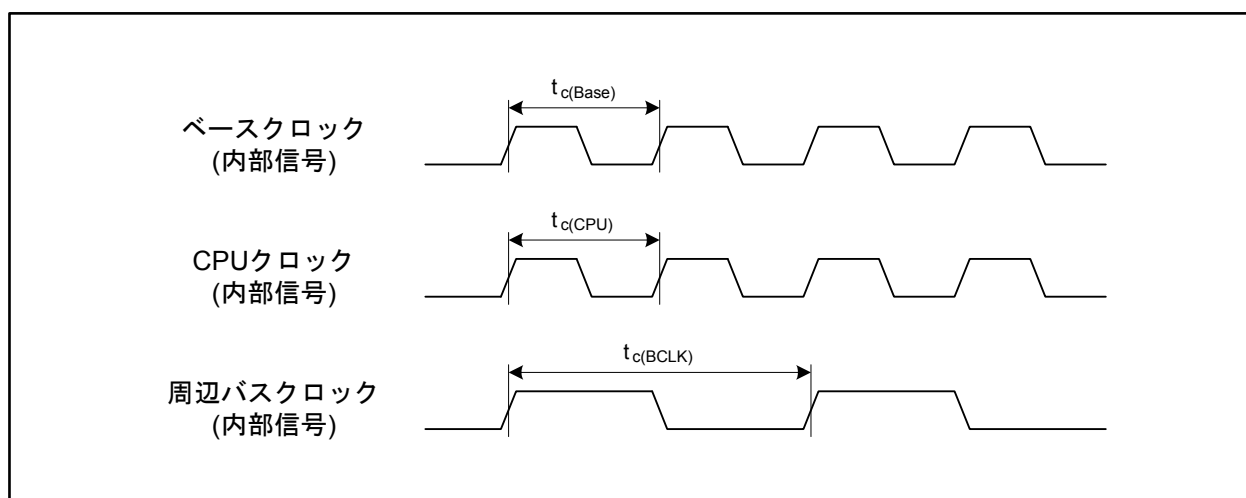 t c(Base)
ベースクロック
(内部信号)
t c(CPU)
CPUクロック
(内部信号)
t c(BCLK)
周辺バスクロック
(内部信号)